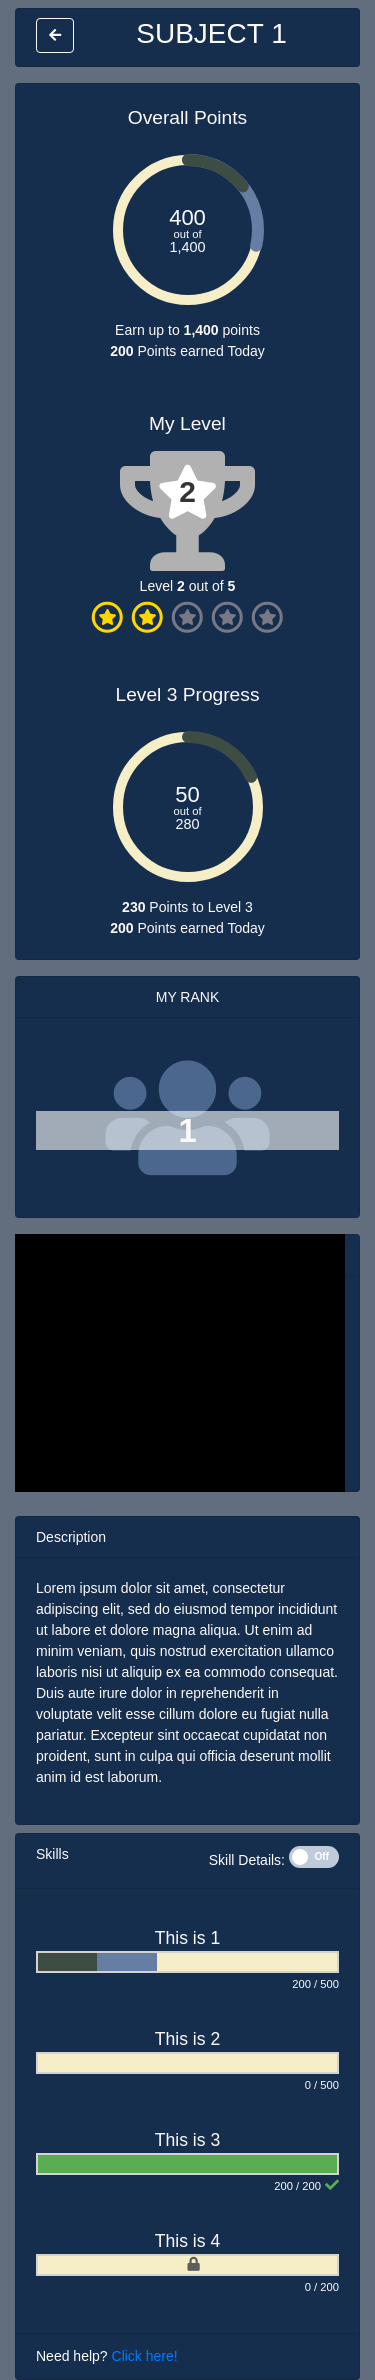 SUBJECT 1
Overall Points
400
out of
1,400
Earn up to 1,400 points
200 Points earned Today
My Level
2
Level 2 out of 5
Level 3 Progress
50
out of
280
230 Points to Level 3
200 Points earned Today
MY RANK
1
Description
Lorem ipsum dolor sit amet, consectetur
adipiscing elit, sed do eiusmod tempor incididunt
ut labore et dolore magna aliqua. Ut enim ad
minim veniam, quis nostrud exercitation ullamco
laboris nisi ut aliquip ex ea commodo consequat.
Duis aute irure dolor in reprehenderit in
voluptate velit esse cillum dolore eu fugiat nulla
pariatur. Excepteur sint occaecat cupidatat non
proident, sunt in culpa qui officia deserunt mollit
anim id est laborum.
Skills
Skill Details: Off
This is 1
200 / 500
This is 2
0 / 500
This is 3
200 / 200
This is 4
0 / 200
Need help? Click here!